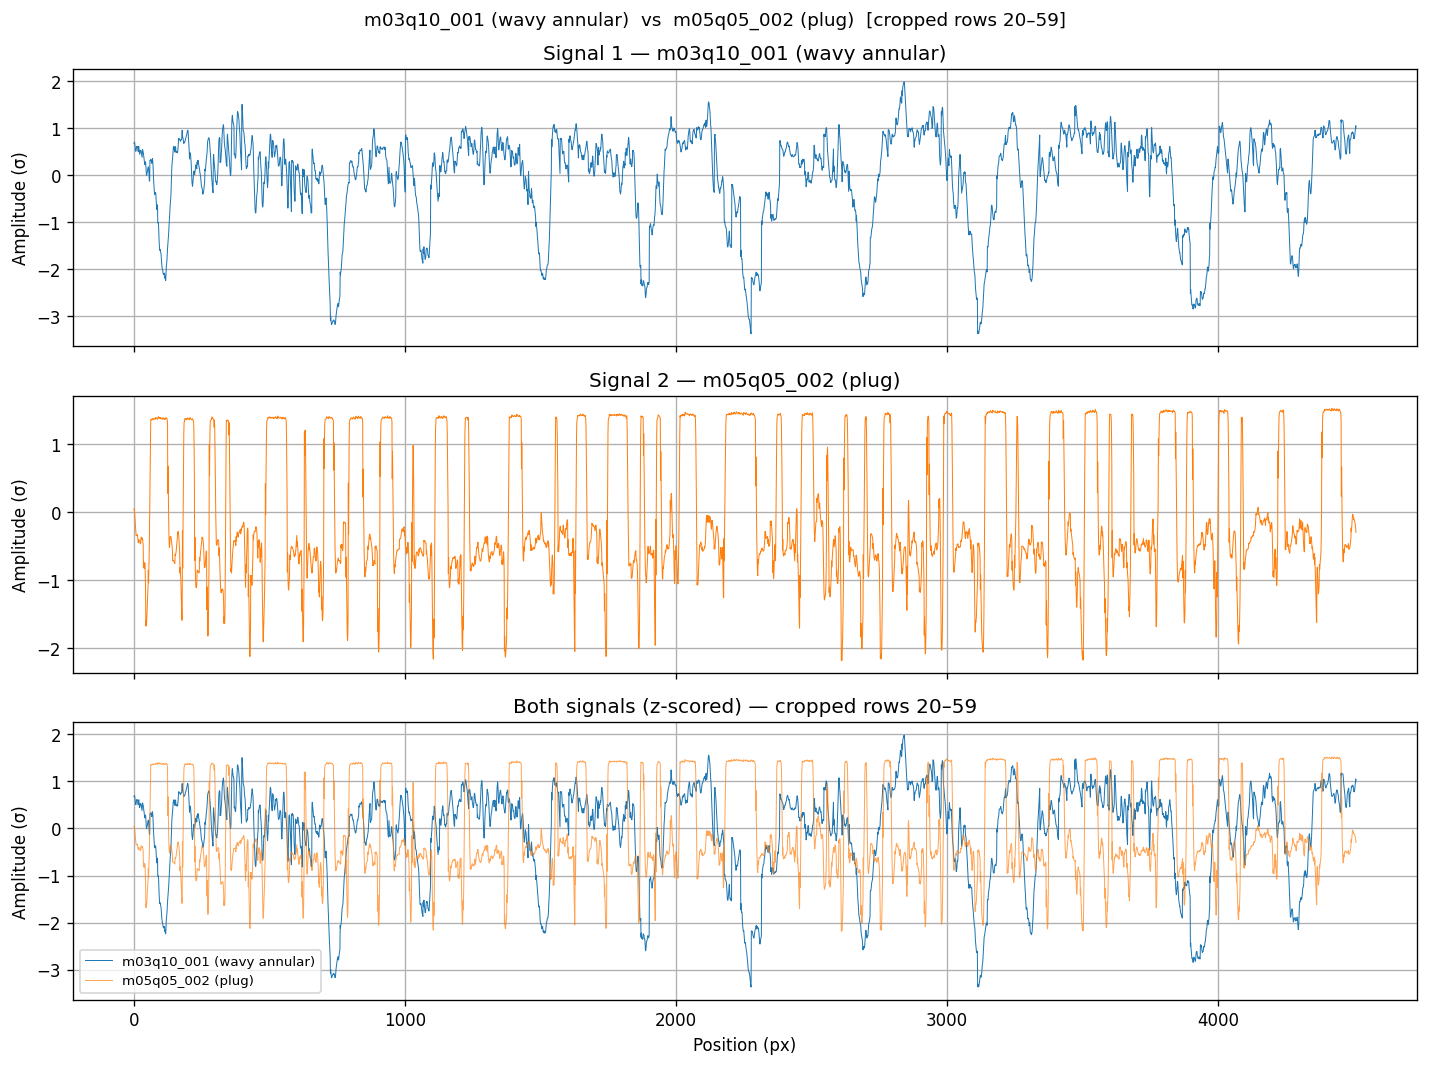 m03q10_001 (wavy annular)  vs  m05q05_002 (plug)  [cropped rows 20–59]
Signal 1 — m03q10_001 (wavy annular)
2
1
0
−1
−2
−3
Amplitude (σ)
Signal 2 — m05q05_002 (plug)
1
0
−1
−2
Amplitude (σ)
Both signals (z-scored) — cropped rows 20–59
2
1
0
−1
−2
−3
Amplitude (σ)
m03q10_001 (wavy annular)
m05q05_002 (plug)
0 1000 2000 3000 4000
Position (px)